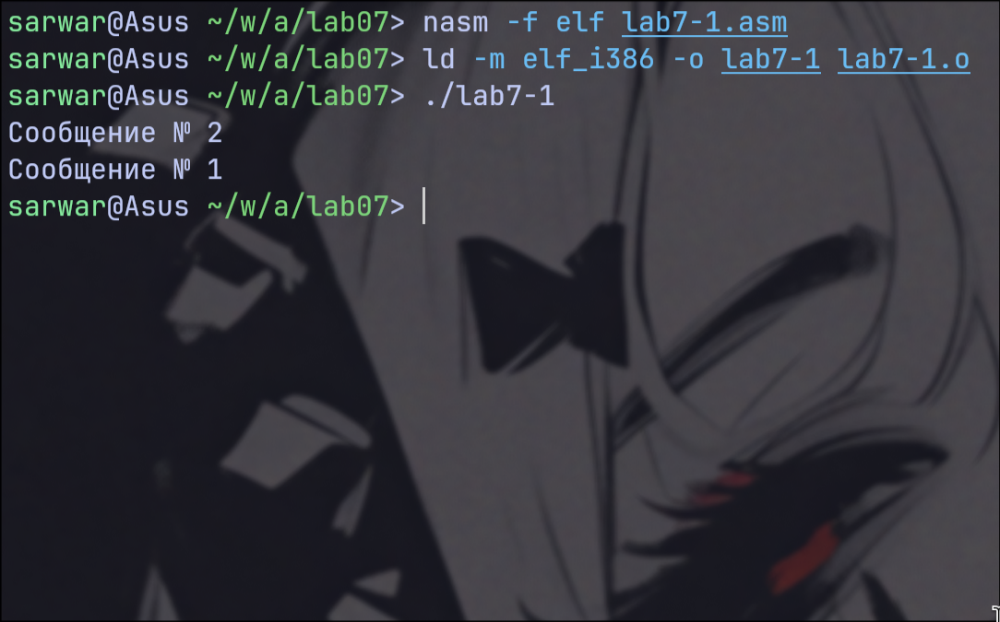 sarwar@Asus ~/w/a/lab07> nasm -f elf lab7-1.asm
sarwar@Asus ~/w/a/lab07> ld -m elf_i386 -o lab7-1 lab7-1.o
sarwar@Asus ~/w/a/lab07> ./lab7-1
Сообщение № 2
Сообщение № 1
sarwar@Asus ~/w/a/lab07>